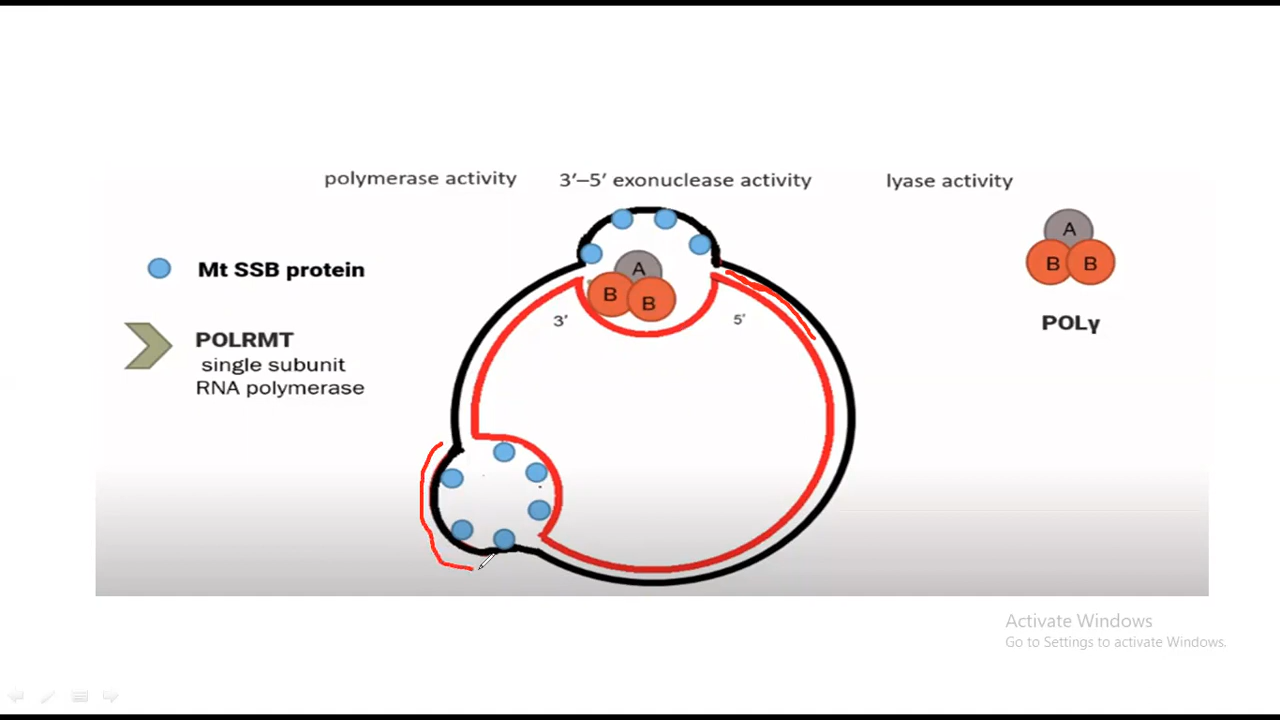 polymerase activity
3′–5′ exonuclease activity
lyase activity
Mt SSB protein
POLRMT
single subunit
RNA polymerase
A
B B
3′
5′
A
B B
POLγ
Activate Windows
Go to Settings to activate Windows.